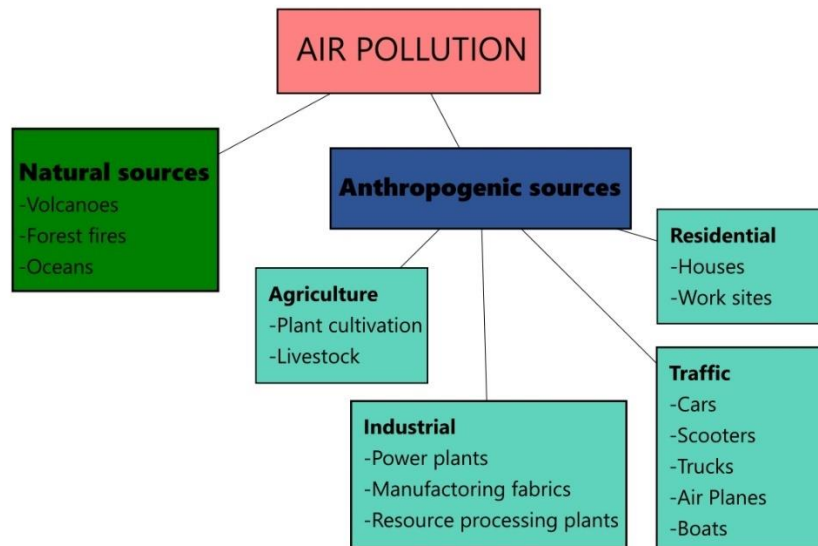 AIR POLLUTION
Natural sources
-Volcanoes
-Forest fires
-Oceans
Anthropogenic sources
Agriculture
-Plant cultivation
-Livestock
Industrial
-Power plants
-Manufactoring fabrics
-Resource processing plants
Residential
-Houses
-Work sites
Traffic
-Cars
-Scooters
-Trucks
-Air Planes
-Boats